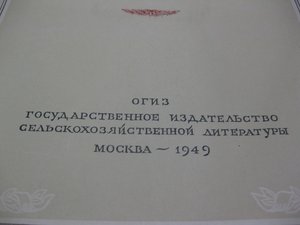 ОГИЗ
ГОСУДАРСТВЕННОЕ ИЗДАТЕЛЬСТВО
СЕЛЬСКОХОЗЯЙСТВЕННОЙ ЛИТЕРАТУРЫ
МОСКВА ~ 1949